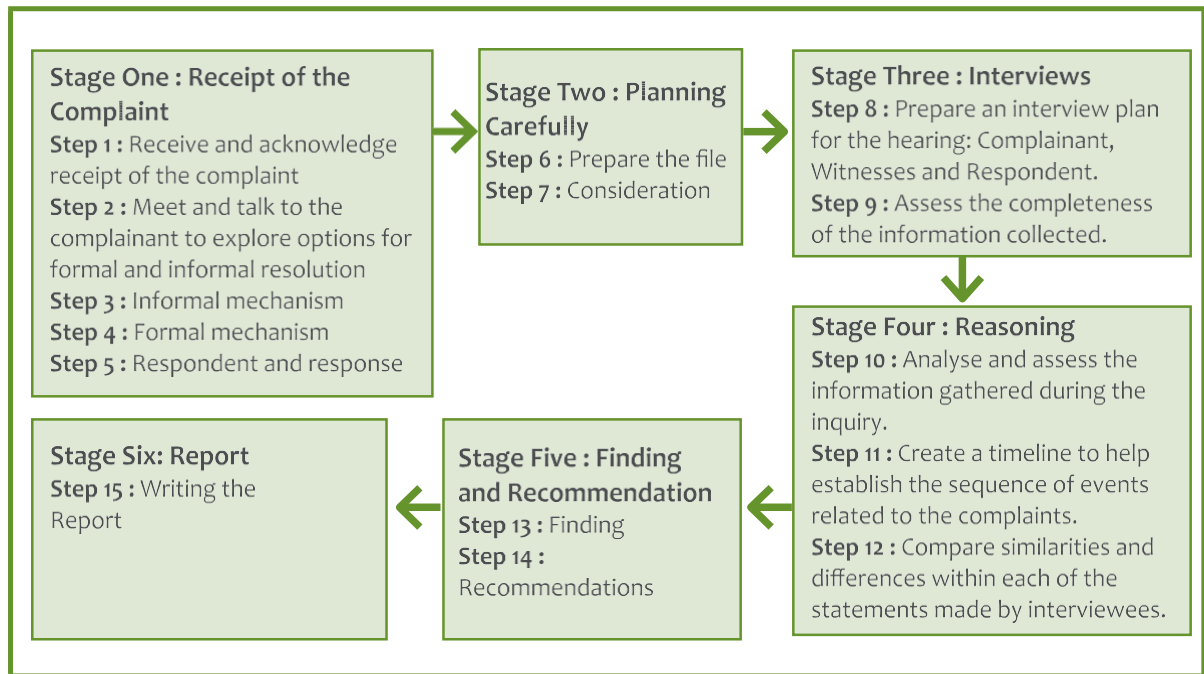 Stage One : Receipt of the
Complaint
Step 1 : Receive and acknowledge
receipt of the complaint
Step 2 : Meet and talk to the
complainant to explore options for
formal and informal resolution
Step 3 : Informal mechanism
Step 4 : Formal mechanism
Step 5 : Respondent and response
Stage Two : Planning
Carefully
Step 6 : Prepare the file
Step 7 : Consideration
Stage Three : Interviews
Step 8 : Prepare an interview plan
for the hearing: Complainant,
Witnesses and Respondent.
Step 9 : Assess the completeness
of the information collected.
Stage Four : Reasoning
Step 10 : Analyse and assess the
information gathered during the
inquiry.
Step 11 : Create a timeline to help
establish the sequence of events
related to the complaints.
Step 12 : Compare similarities and
differences within each of the
statements made by interviewees.
Stage Five : Finding
and Recommendation
Step 13 : Finding
Step 14 :
Recommendations
Stage Six: Report
Step 15 : Writing the
Report